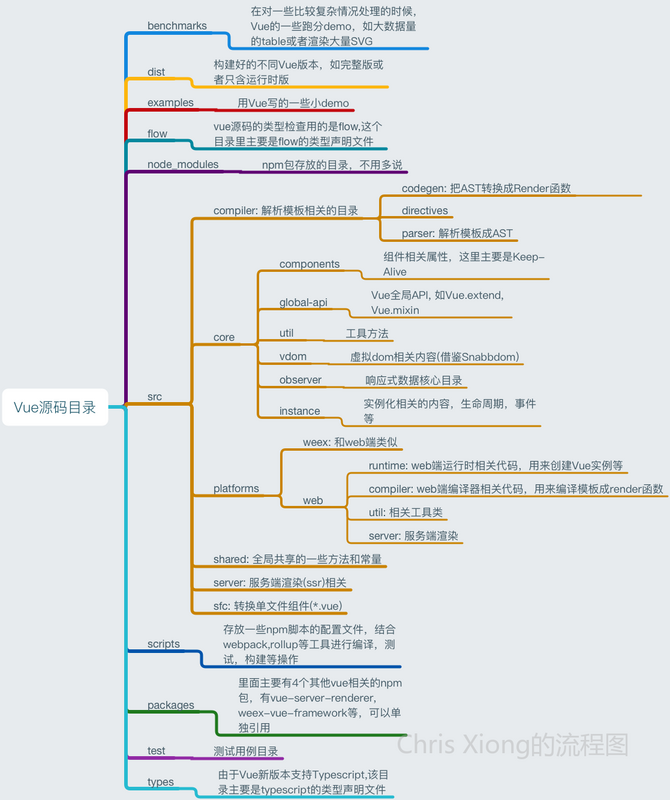 benchmarks
在对一些比较复杂情况处理的时候，
Vue的一些跑分demo，如大数据量
的table或者渲染大量SVG
dist
构建好的不同Vue版本，如完整版或
者只含运行时版
examples
用Vue写的一些小demo
flow
vue源码的类型检查用的是flow,这个
目录里主要是flow的类型声明文件
node_modules
npm包存放的目录，不用多说
compiler: 解析模板相关的目录
codegen: 把AST转换成Render函数
directives
parser: 解析模板成AST
components
组件相关属性，这里主要是Keep-
Alive
global-api
Vue全局API, 如Vue.extend,
Vue.mixin
core
util
工具方法
vdom
虚拟dom相关内容(借鉴Snabbdom)
observer
响应式数据核心目录
instance
实例化相关的内容，生命周期，事件
等
Vue源码目录
src
weex: 和web端类似
platforms
web
runtime: web端运行时相关代码，用来创建Vue实例等
compiler: web端编译器相关代码，用来编译模板成render函数
util: 相关工具类
server: 服务端渲染
shared: 全局共享的一些方法和常量
server: 服务端渲染(ssr)相关
sfc: 转换单文件组件(*.vue)
scripts
存放一些npm脚本的配置文件，结合
webpack,rollup等工具进行编译，测
试，构建等操作
packages
里面主要有4个其他vue相关的npm
包，有vue-server-renderer,
weex-vue-framework等，可以单
独引用
test
测试用例目录
types
由于Vue新版本支持Typescript,该目
录主要是typescript的类型声明文件
Chris Xiong的流程图